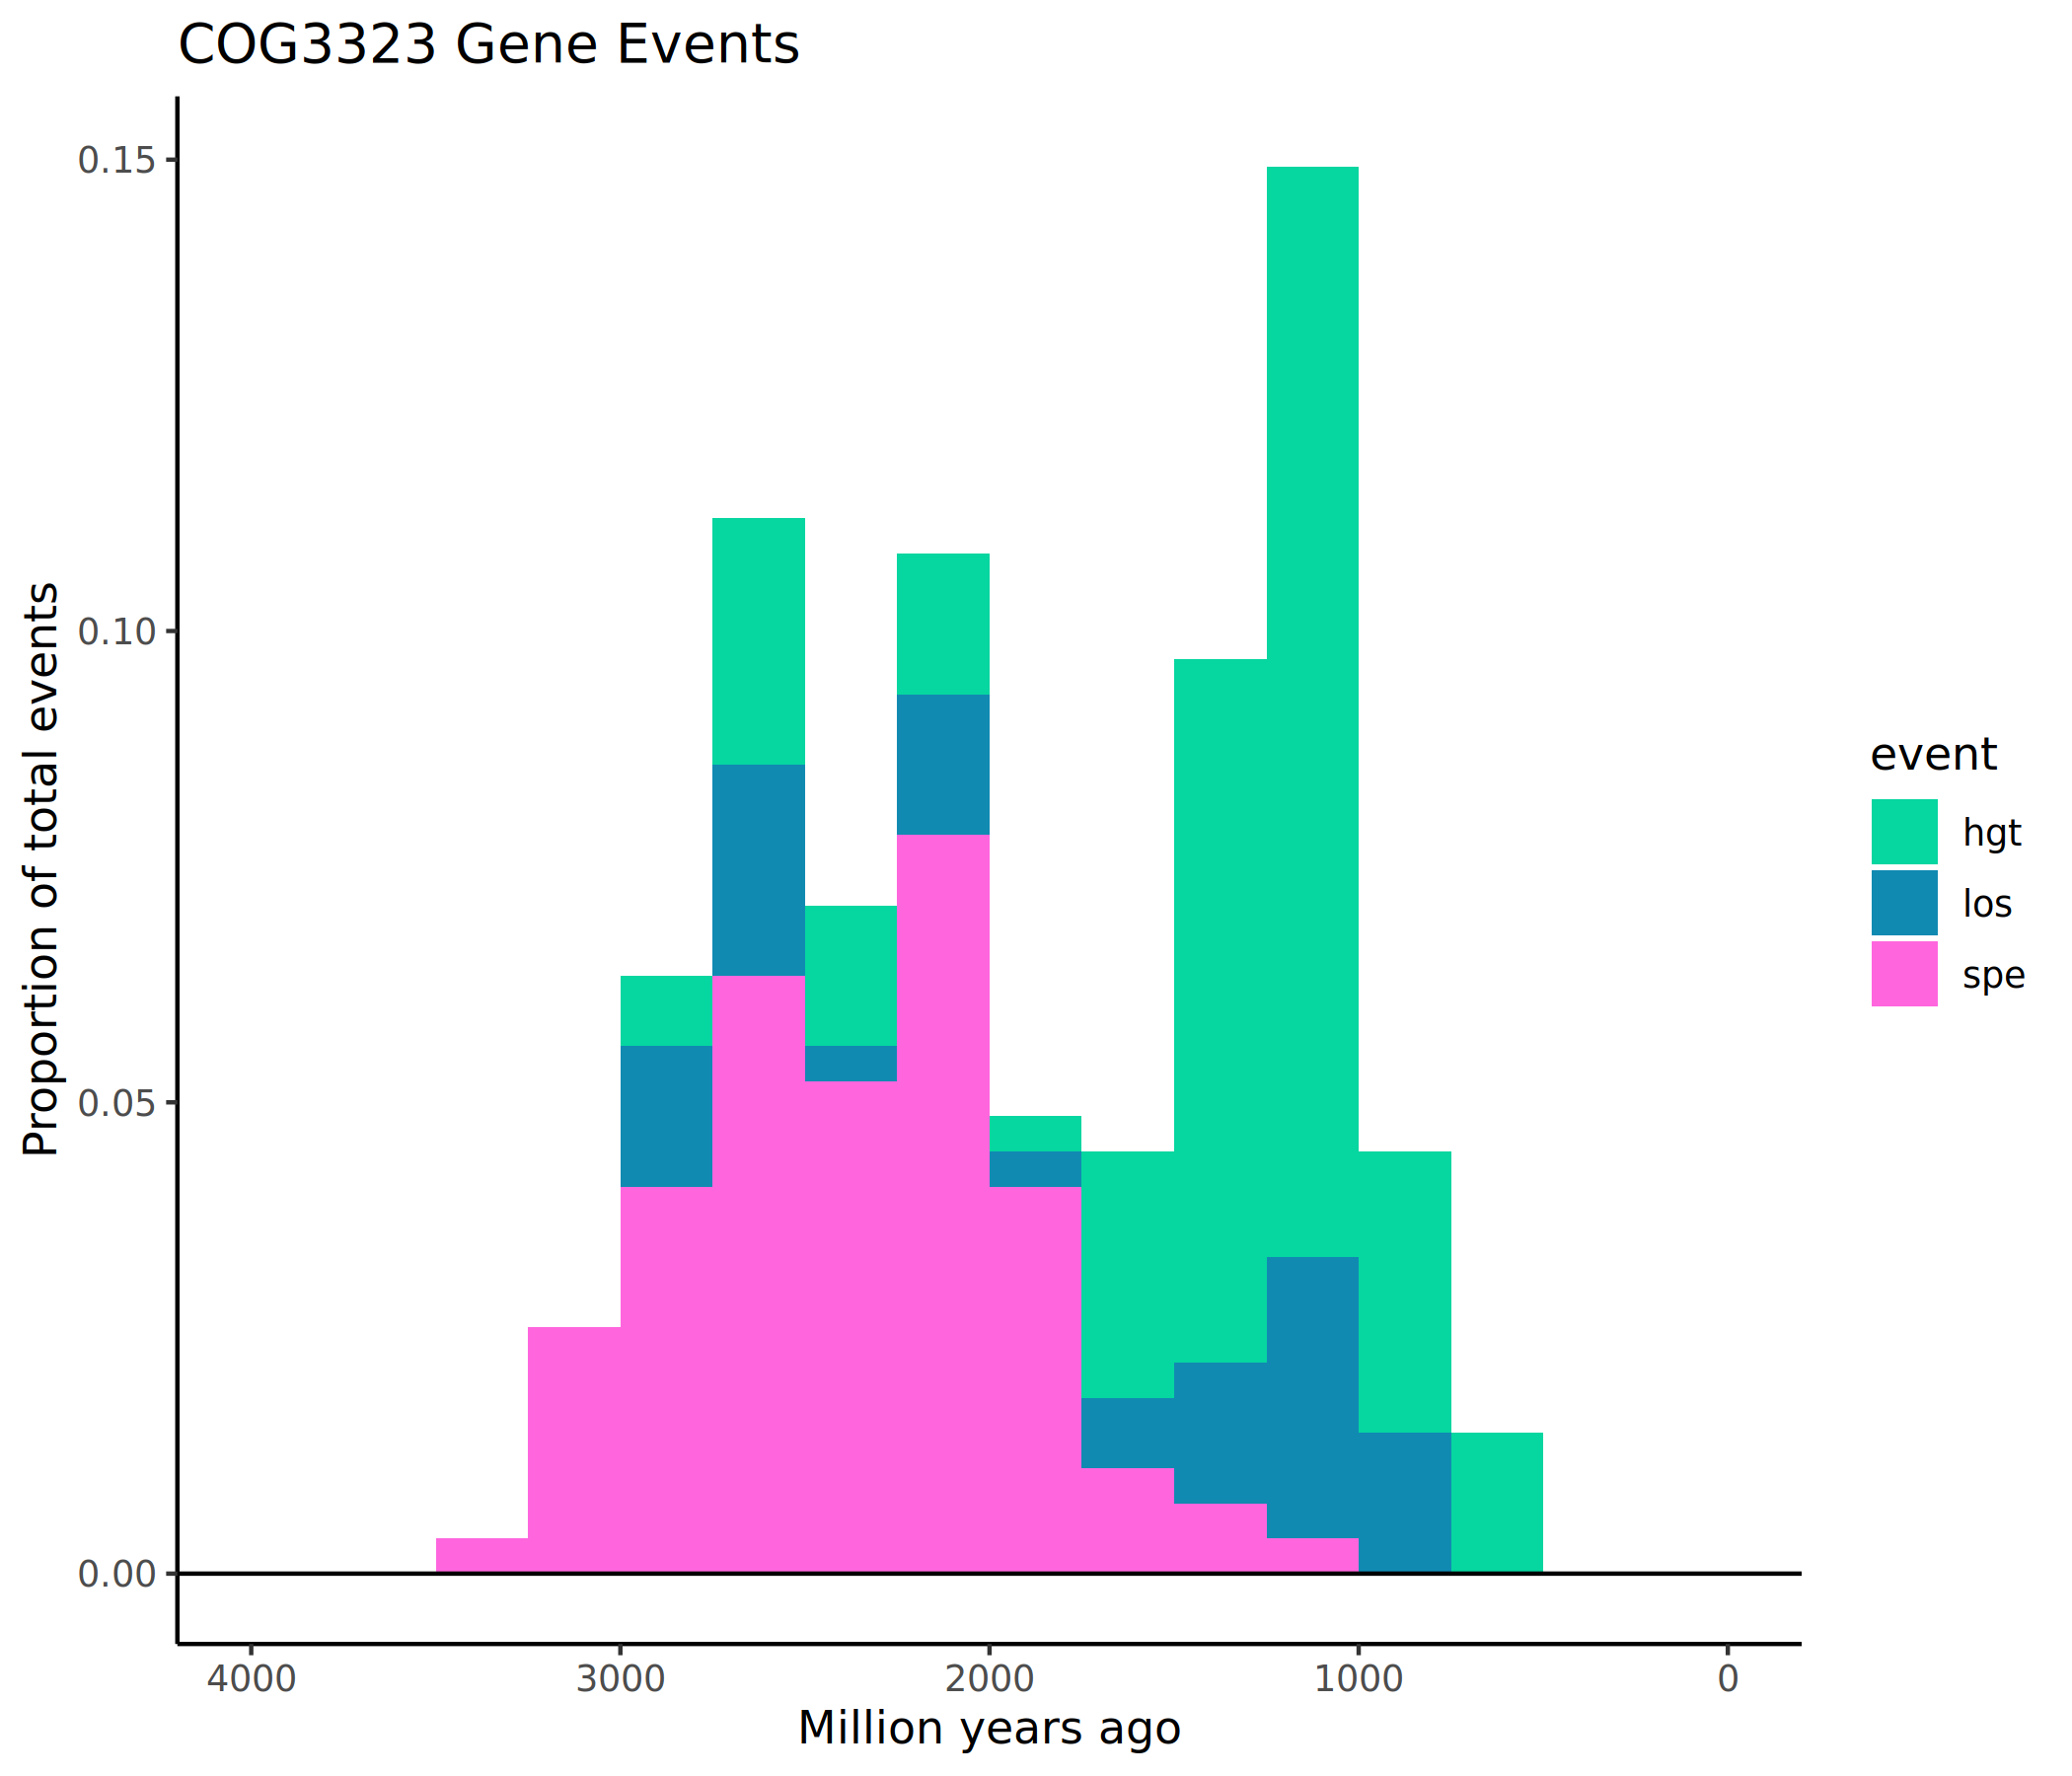 COG3323 Gene Events
Proportion of total events
0.15
0.10
0.05
0.00
4000 3000 2000 1000 0
Million years ago
event
hgt
los
spe